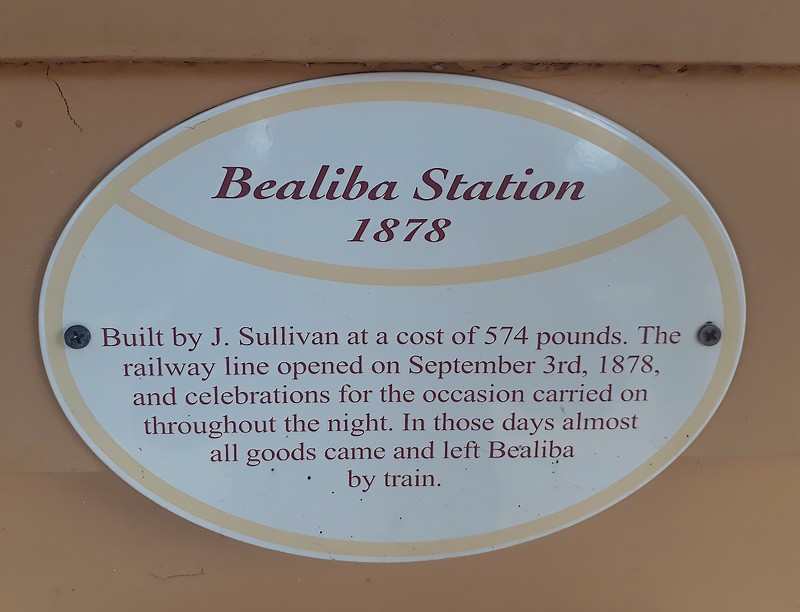 Bealiba Station
1878
Built by J. Sullivan at a cost of 574 pounds. The
railway line opened on September 3rd, 1878,
and celebrations for the occasion carried on
throughout the night. In those days almost
all goods came and left Bealiba
by train.